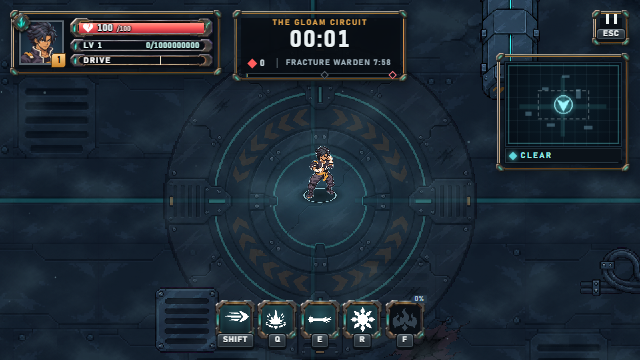 100 /100
LV 1 0/1000000000
DRIVE
1
THE GLOAM CIRCUIT
00:01
0 FRACTURE WARDEN 7:58
ESC
CLEAR
0%
SHIFT Q E R F